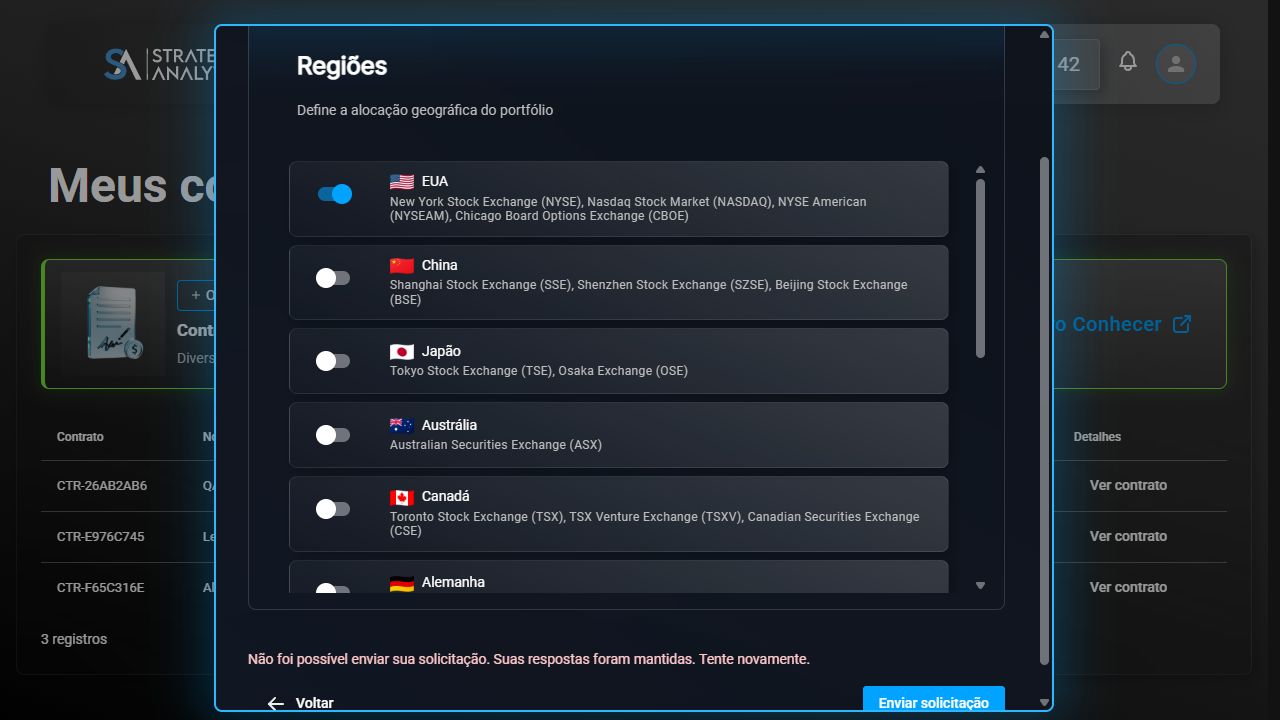 STRATE
ANALY
42
Meus co
Regiões
Define a alocação geográfica do portfólio
EUA
New York Stock Exchange (NYSE), Nasdaq Stock Market (NASDAQ), NYSE American
(NYSEAM), Chicago Board Options Exchange (CBOE)
China
Shanghai Stock Exchange (SSE), Shenzhen Stock Exchange (SZSE), Beijing Stock Exchange
(BSE)
Japão
Tokyo Stock Exchange (TSE), Osaka Exchange (OSE)
Austrália
Australian Securities Exchange (ASX)
Canadá
Toronto Stock Exchange (TSX), TSX Venture Exchange (TSXV), Canadian Securities Exchange
(CSE)
Alemanha
Não foi possível enviar sua solicitação. Suas respostas foram mantidas. Tente novamente.
Voltar
Enviar solicitação
+ O
Cont
Divers
o Conhecer
Contrato No Detalhes
CTR-26AB2AB6 QA Ver contrato
CTR-E976C745 Le Ver contrato
CTR-F65C316E Al Ver contrato
3 registros